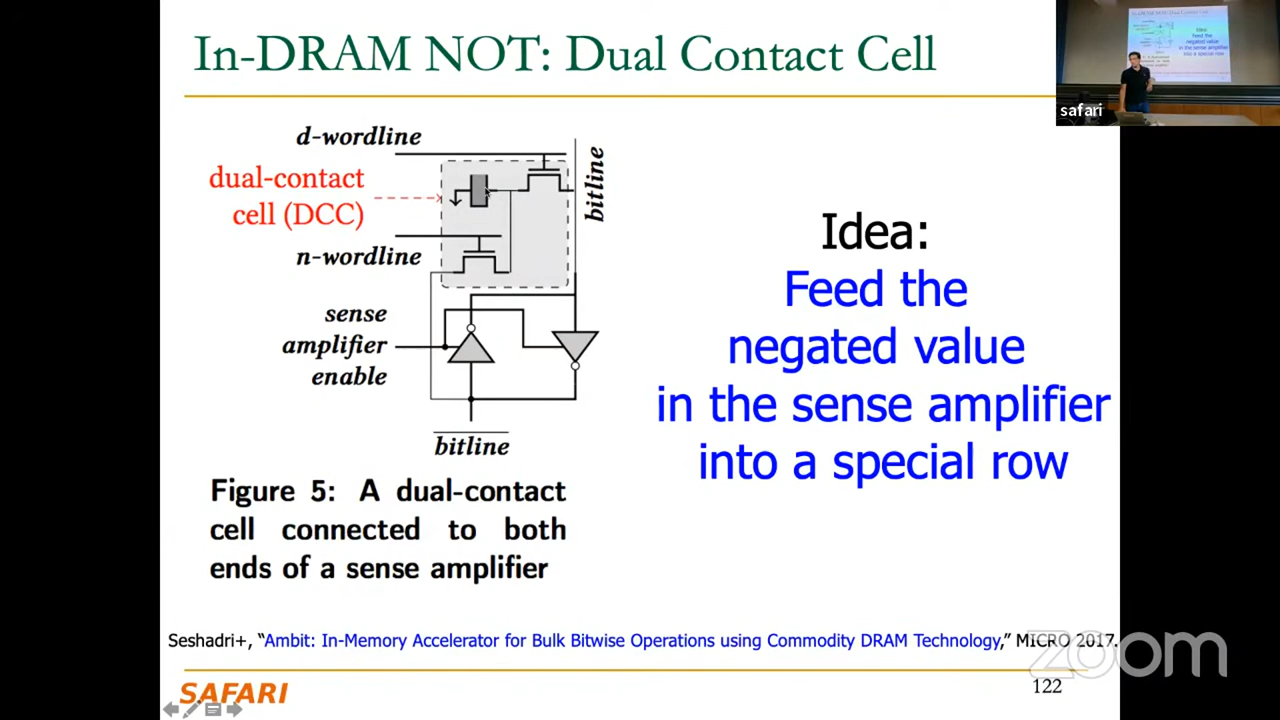 In-DRAM NOT: Dual Contact Cell
safari
d-wordline
dual-contact
cell (DCC)
n-wordline
bitline
sense
amplifier
enable
bitline
Figure 5: A dual-contact
cell connected to both
ends of a sense amplifier
Idea:
Feed the
negated value
in the sense amplifier
into a special row
Seshadri+, “Ambit: In-Memory Accelerator for Bulk Bitwise Operations using Commodity DRAM Technology,” MICRO 2017.
zoom
SAFARI
122